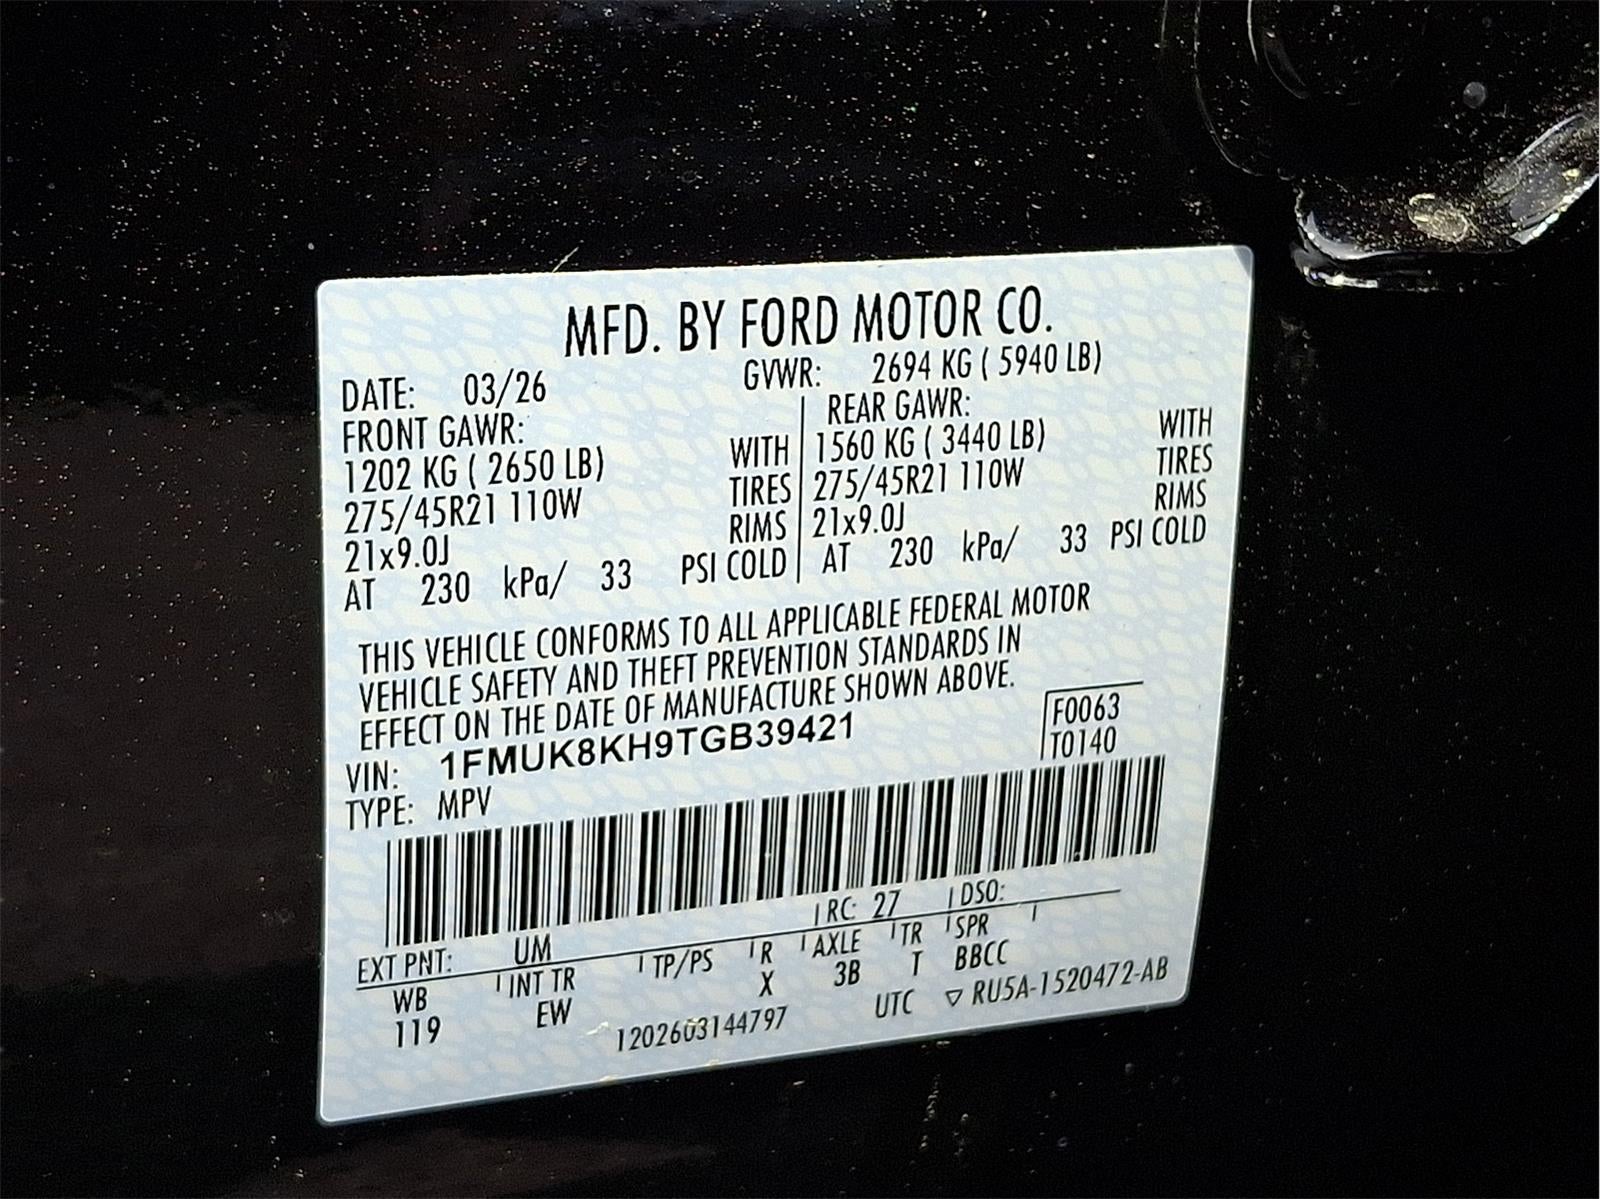 MFD. BY FORD MOTOR CO.
DATE: 03/26 GVWR: 2694 KG ( 5940 LB)
FRONT GAWR: REAR GAWR:
1202 KG ( 2650 LB) WITH 1560 KG ( 3440 LB) WITH
275/45R21 110W TIRES 275/45R21 110W TIRES
21x9.0J RIMS 21x9.0J RIMS
AT 230 kPa/ 33 PSI COLD AT 230 kPa/ 33 PSI COLD
THIS VEHICLE CONFORMS TO ALL APPLICABLE FEDERAL MOTOR
VEHICLE SAFETY AND THEFT PREVENTION STANDARDS IN
EFFECT ON THE DATE OF MANUFACTURE SHOWN ABOVE.
VIN: 1FMUK8KH9TGB39421 F0063
TYPE: MPV T0140
EXT PNT: UM RC: 27 DSO:
WB INT TR TP/PS R AXLE TR SPR
119 EW X 3B T BBCC
1202603144797 UTC ▽ RU5A-1520472-AB